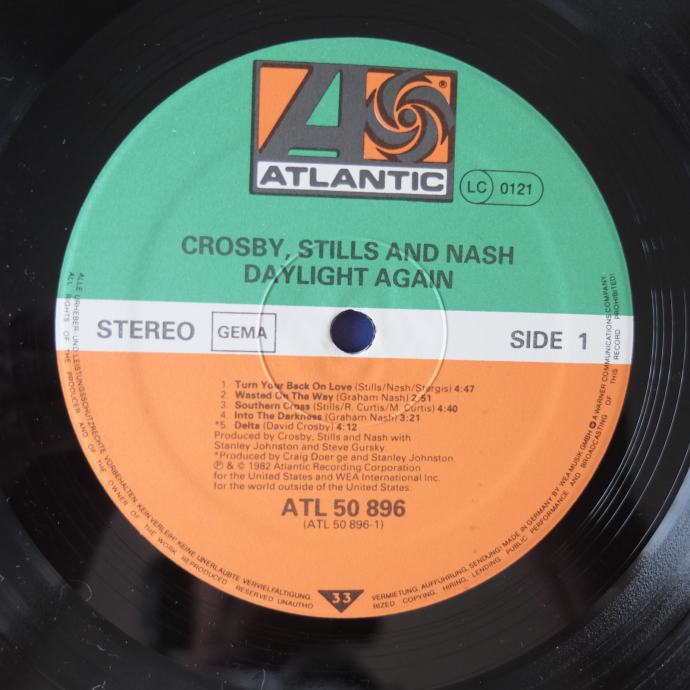 ATLANTIC
®
LC 0121
CROSBY, STILLS AND NASH
DAYLIGHT AGAIN
STEREO GEMA SIDE 1
1. Turn Your Back On Love (Stills/Nash/Sturgis) 4:47
2. Wasted On The Way (Graham Nash) 2:51
3. Southern Cross (Stills/R. Curtis/M. Curtis) 4:40
4. Into The Darkness (Graham Nash) 3:21
*5. Delta (David Crosby) 4:12
Produced by Crosby, Stills and Nash with
Stanley Johnston and Steve Gursky.
*Produced by Craig Doerge and Stanley Johnston.
℗ & © 1982 Atlantic Recording Corporation
for the United States and WEA International Inc.
for the world outside of the United States.
ATL 50 896
(ATL 50 896-1)
33
ALLE URHEBER- UND LEISTUNGSSCHUTZRECHTE VORBEHALTEN. KEIN VERLEIH! KEINE UNERLAUBTE VERVIELFÄLTIGUNG, VERMIETUNG, AUFFÜHRUNG, SENDUNG! MADE IN GERMANY BY WEA MUSIK GMBH A WARNER COMMUNICATIONS COMPANY
ALL RIGHTS OF THE PRODUCER AND OF THE OWNER OF THE WORK REPRODUCED RESERVED UNAUTHORIZED COPYING, HIRING, LENDING, PUBLIC PERFORMANCE AND BROADCASTING OF THIS RECORD PROHIBITED!